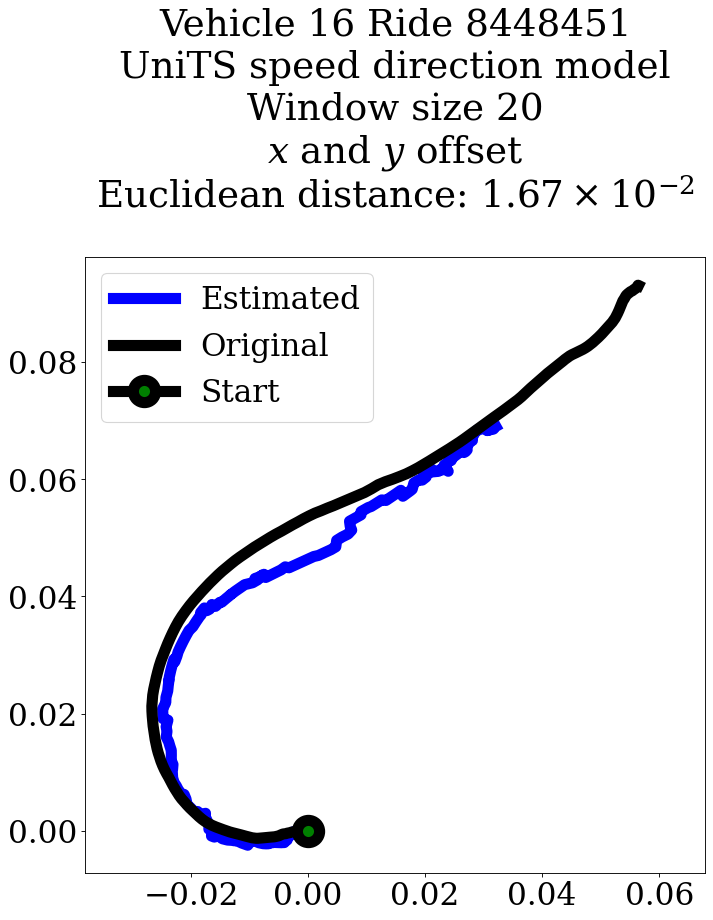 Vehicle 16 Ride 8448451
UniTS speed direction model
Window size 20
x and y offset
Euclidean distance: 1.67 × 10⁻²
Estimated
Original
Start
0.08
0.06
0.04
0.02
0.00
−0.02 0.00 0.02 0.04 0.06